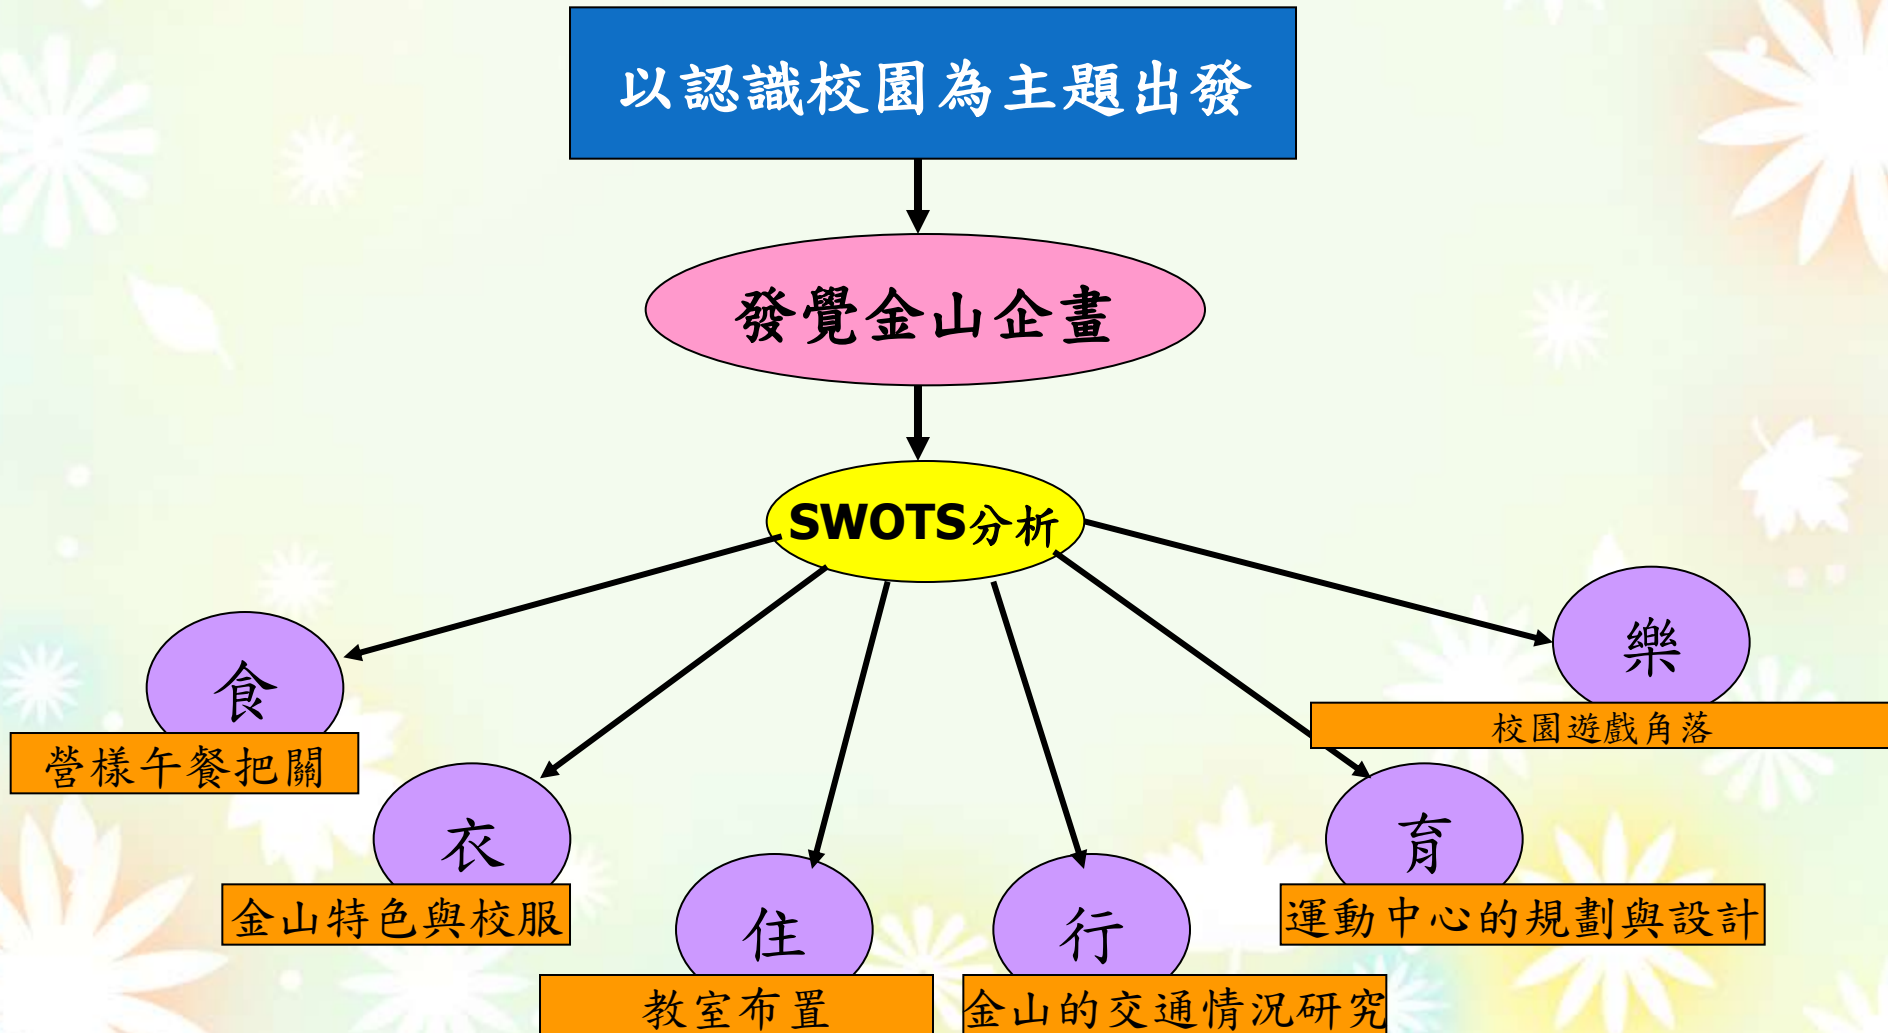 以認識校園為主題出發
發覺金山企畫
SWOTS分析
食
營樣午餐把關
衣
金山特色與校服
住
教室布置
行
金山的交通情況研究
育
運動中心的規劃與設計
樂
校園遊戲角落